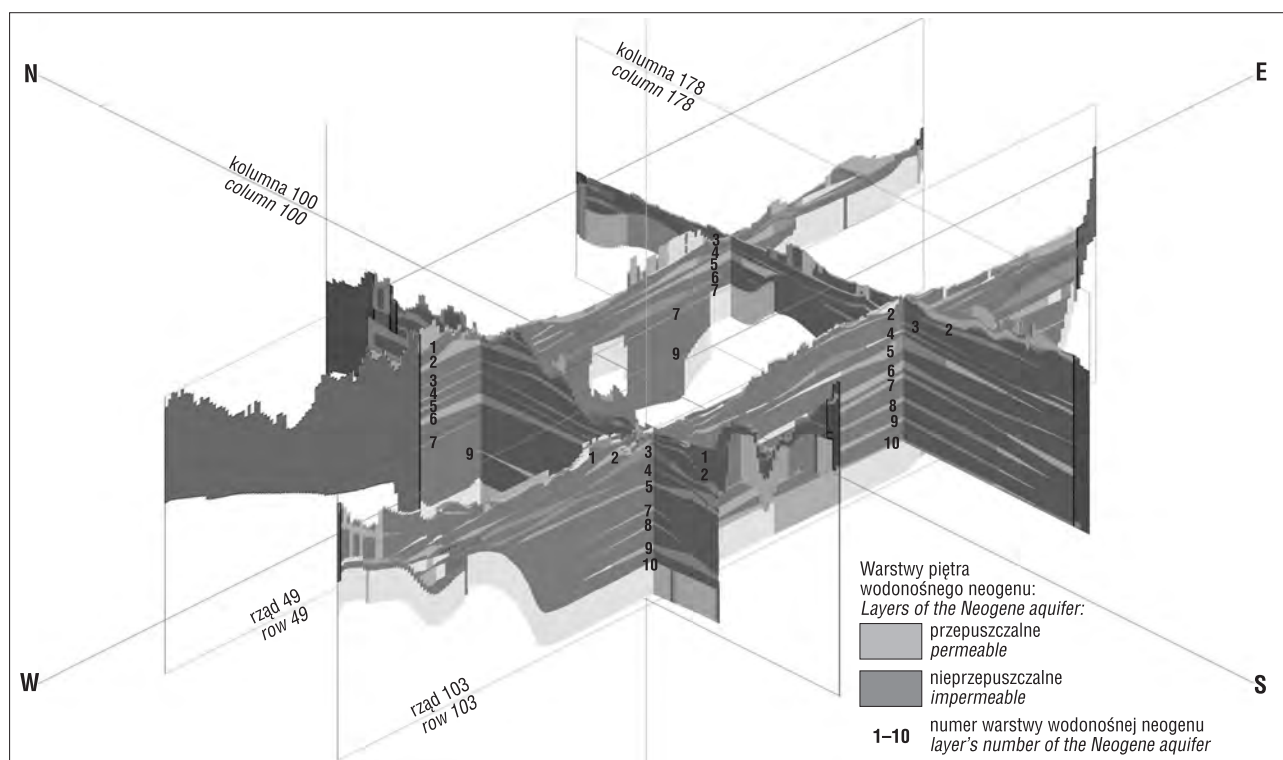 N
E
kolumna 178
column 178
kolumna 100
column 100
3
4
5
6
7
7
9
1
2
3
4
5
6
7
9
2
3
2
4
5
6
7
8
9
10
1
2
3
4
5
7
8
9
10
1
2
rząd 49
row 49
W
rząd 103
row 103
S
Warstwy piętra
wodonośnego neogenu:
Layers of the Neogene aquifer:
przepuszczalne
permeable
nieprzepuszczalne
impermeable
1–10 numer warstwy wodonośnej neogenu
layer's number of the Neogene aquifer